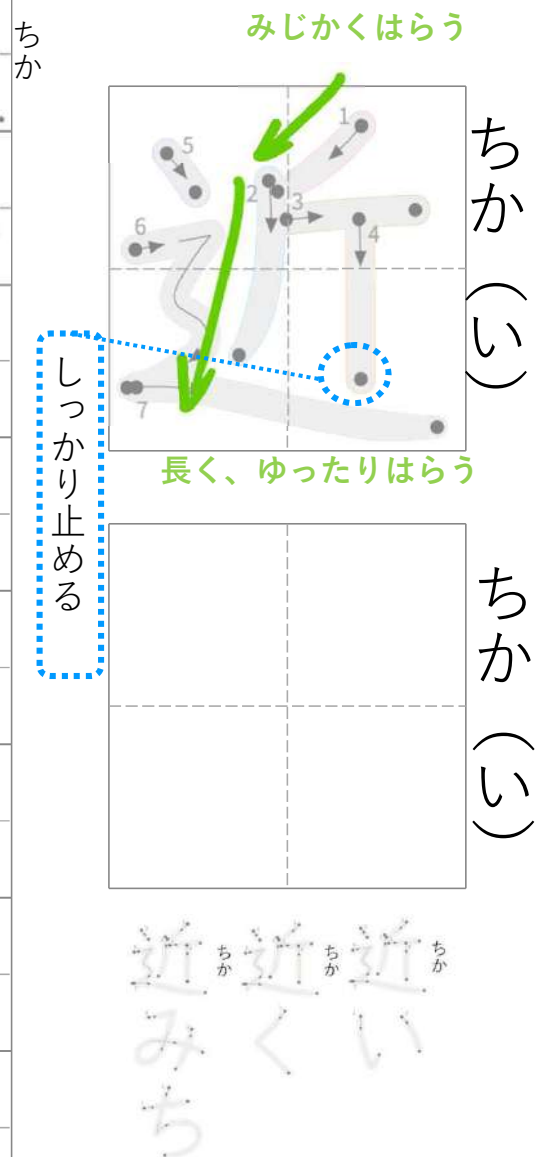 みじかくはらう
ちか(い)
近
1
2
3
4
5
6
7
長く、ゆったりはらう
しっかり止める
ちか(い)
近い
ちか
近く
ちか
近みち
ちか
ちか